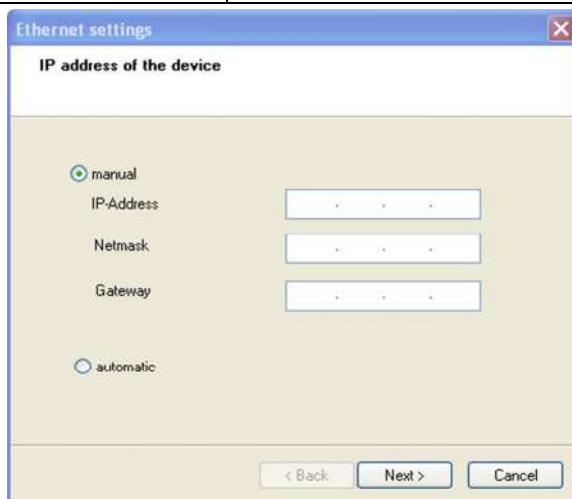 Ethernet settings
IP address of the device
manual
IP-Address . . .
Netmask . . .
Gateway . . .
automatic
< Back Next > Cancel